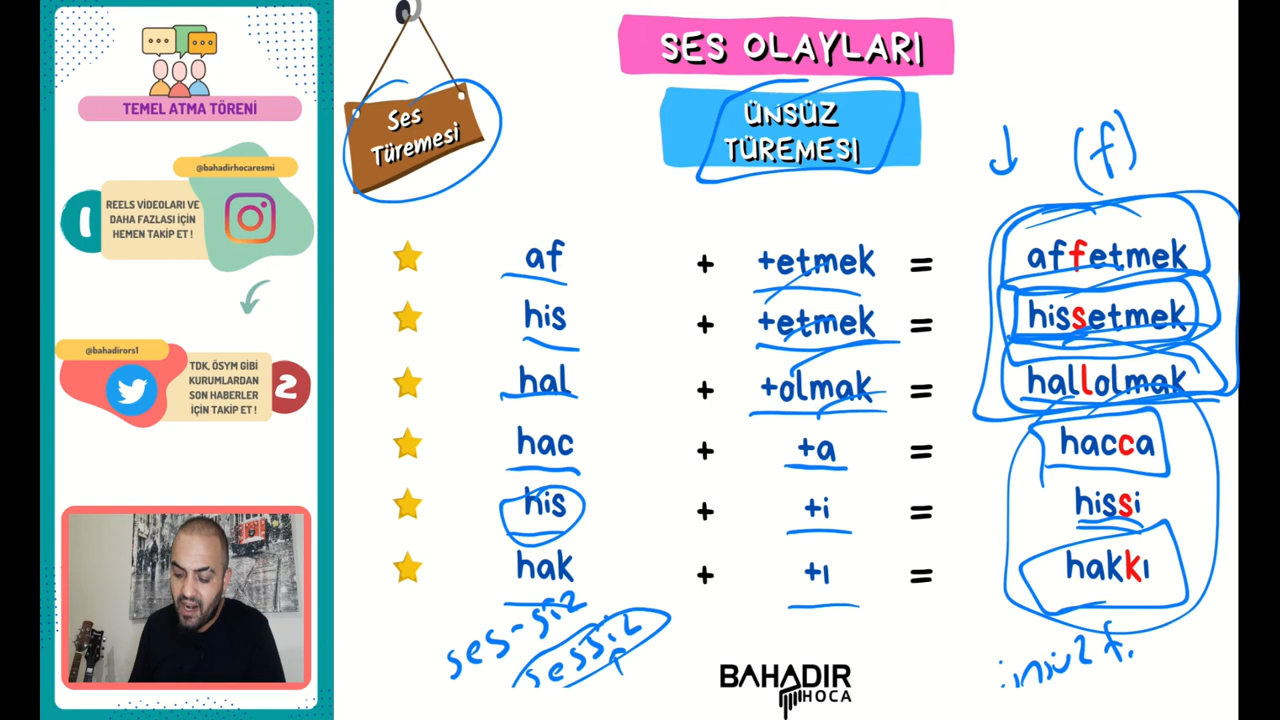 TEMEL ATMA TÖRENİ
@bahadirhocaresmi
1
REELS VİDEOLARI VE
DAHA FAZLASI İÇİN
HEMEN TAKİP ET !
@bahadirors1
TDK, ÖSYM GİBİ
KURUMLARDAN
SON HABERLER
İÇİN TAKİP ET !
2
Ses
Türemesi
SES OLAYLARI
ÜNSÜZ
TÜREMESİ
(f)
af + +etmek = affetmek
his + +etmek = hissetmek
hal + +olmak = hallolmak
hac + +a = hacca
his + +i = hissi
hak + +ı = hakkı
ses-siz
sessiz
ünsüz t.
BAHADIR
HOCA